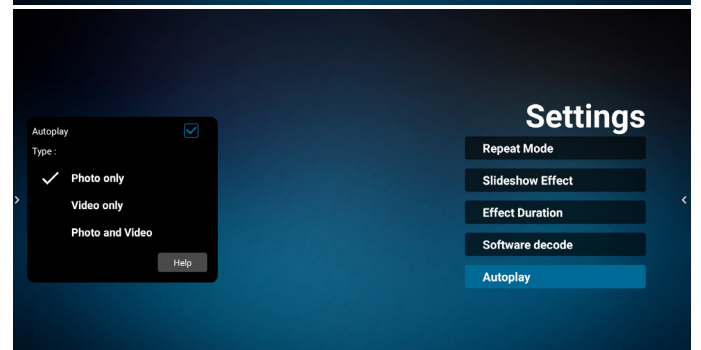 Settings
Autoplay
Type :
Photo only
Video only
Photo and Video
Help
Repeat Mode
Slideshow Effect
Effect Duration
Software decode
Autoplay